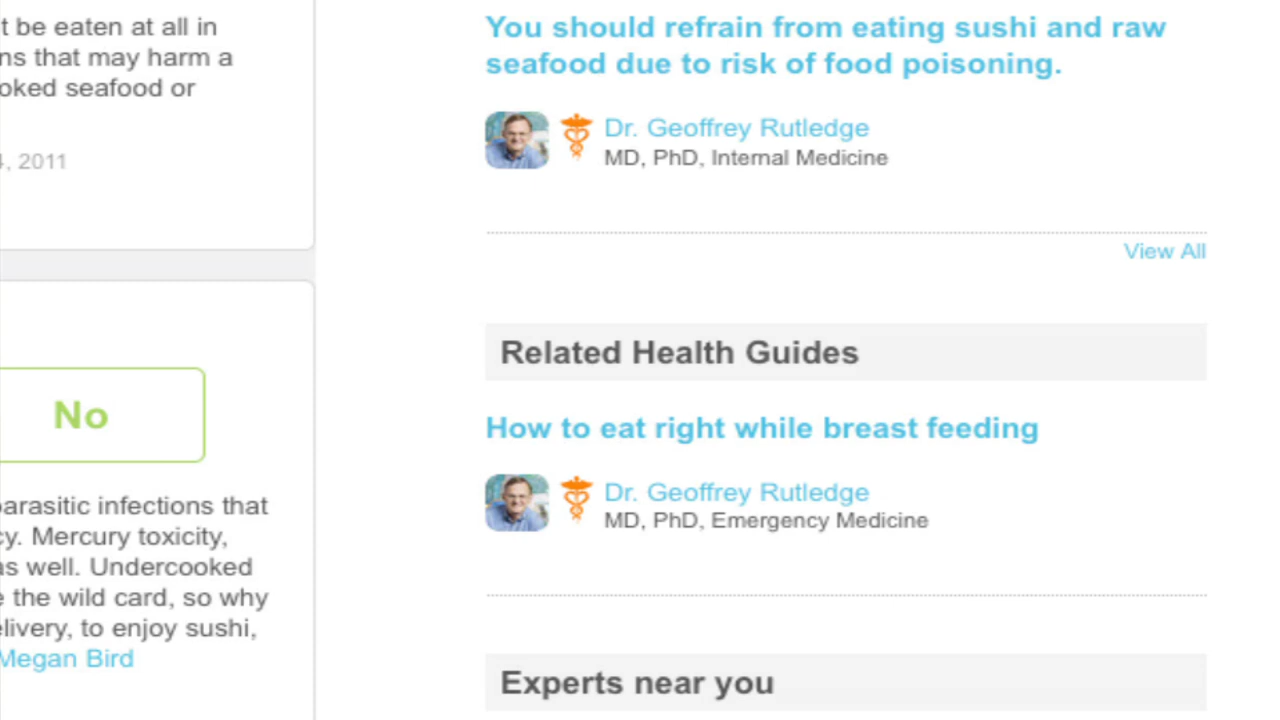 t be eaten at all in
ns that may harm a
oked seafood or
4, 2011
No
parasitic infections that
cy. Mercury toxicity,
as well. Undercooked
e the wild card, so why
elivery, to enjoy sushi,
Megan Bird
You should refrain from eating sushi and raw
seafood due to risk of food poisoning.
Dr. Geoffrey Rutledge
MD, PhD, Internal Medicine
View All
Related Health Guides
How to eat right while breast feeding
Dr. Geoffrey Rutledge
MD, PhD, Emergency Medicine
Experts near you